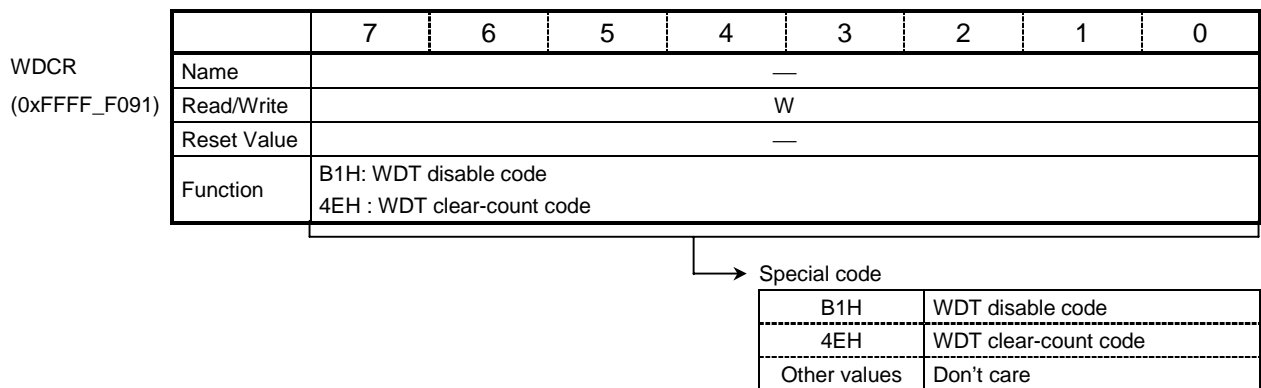 7 6 5 4 3 2 1 0
WDCR Name —
(0xFFFF_F091) Read/Write W
Reset Value —
Function B1H: WDT disable code
4EH : WDT clear-count code
Special code
B1H WDT disable code
4EH WDT clear-count code
Other values Don't care